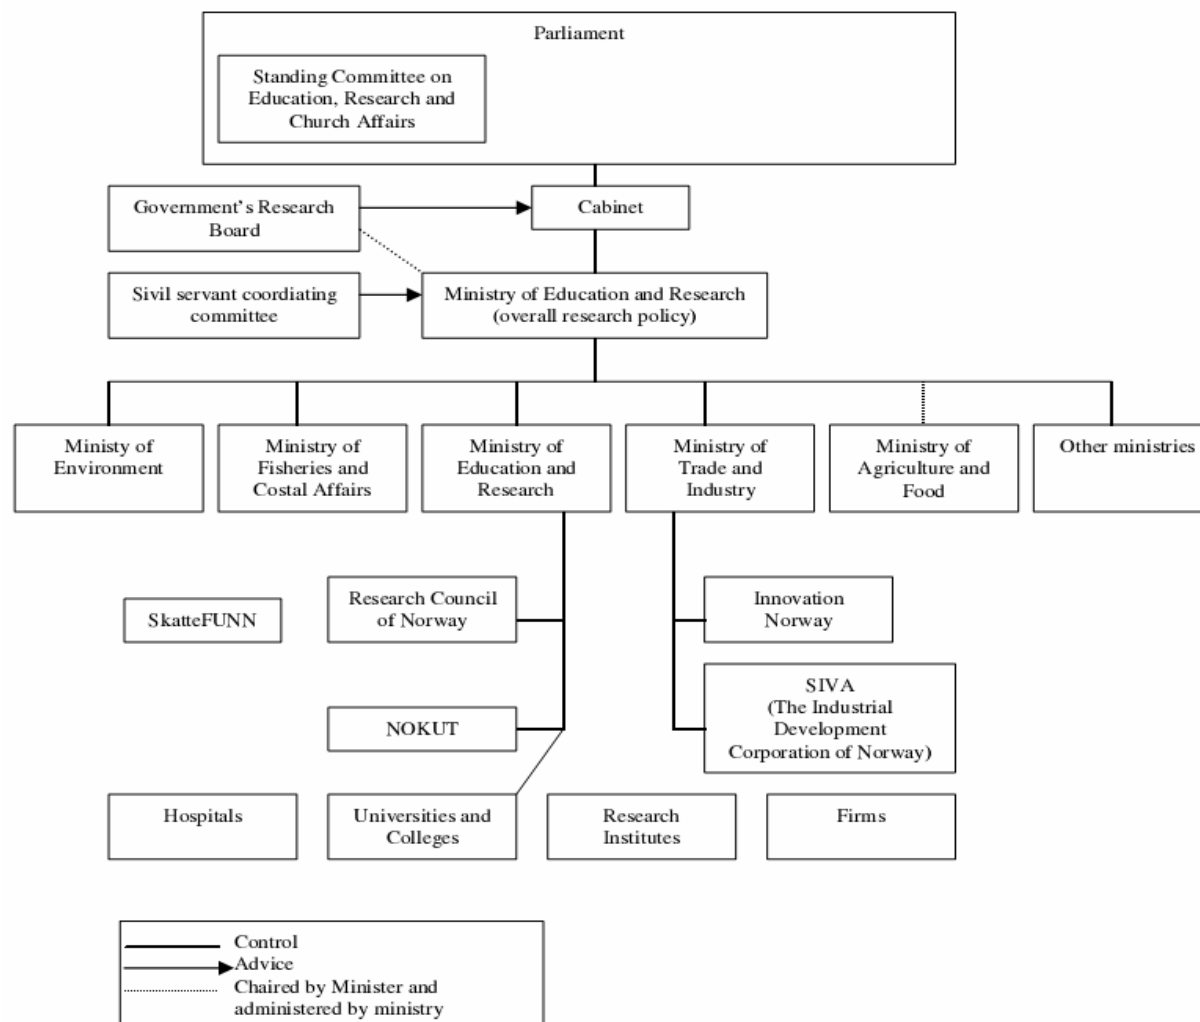 Parliament
Standing Committee on
Education, Research and
Church Affairs
Government's Research
Board
Cabinet
Sivil servant coordiating
committee
Ministry of Education and Research
(overall research policy)
Ministy of
Environment
Ministry of
Fisheries and
Costal Affairs
Ministry of
Education and
Research
Ministry of
Trade and
Industry
Ministry of
Agriculture and
Food
Other ministries
SkatteFUNN
Research Council
of Norway
Innovation
Norway
NOKUT
SIVA
(The Industrial
Development
Corporation of Norway)
Hospitals
Universities and
Colleges
Research
Institutes
Firms
Control
Advice
Chaired by Minister and
administered by ministry